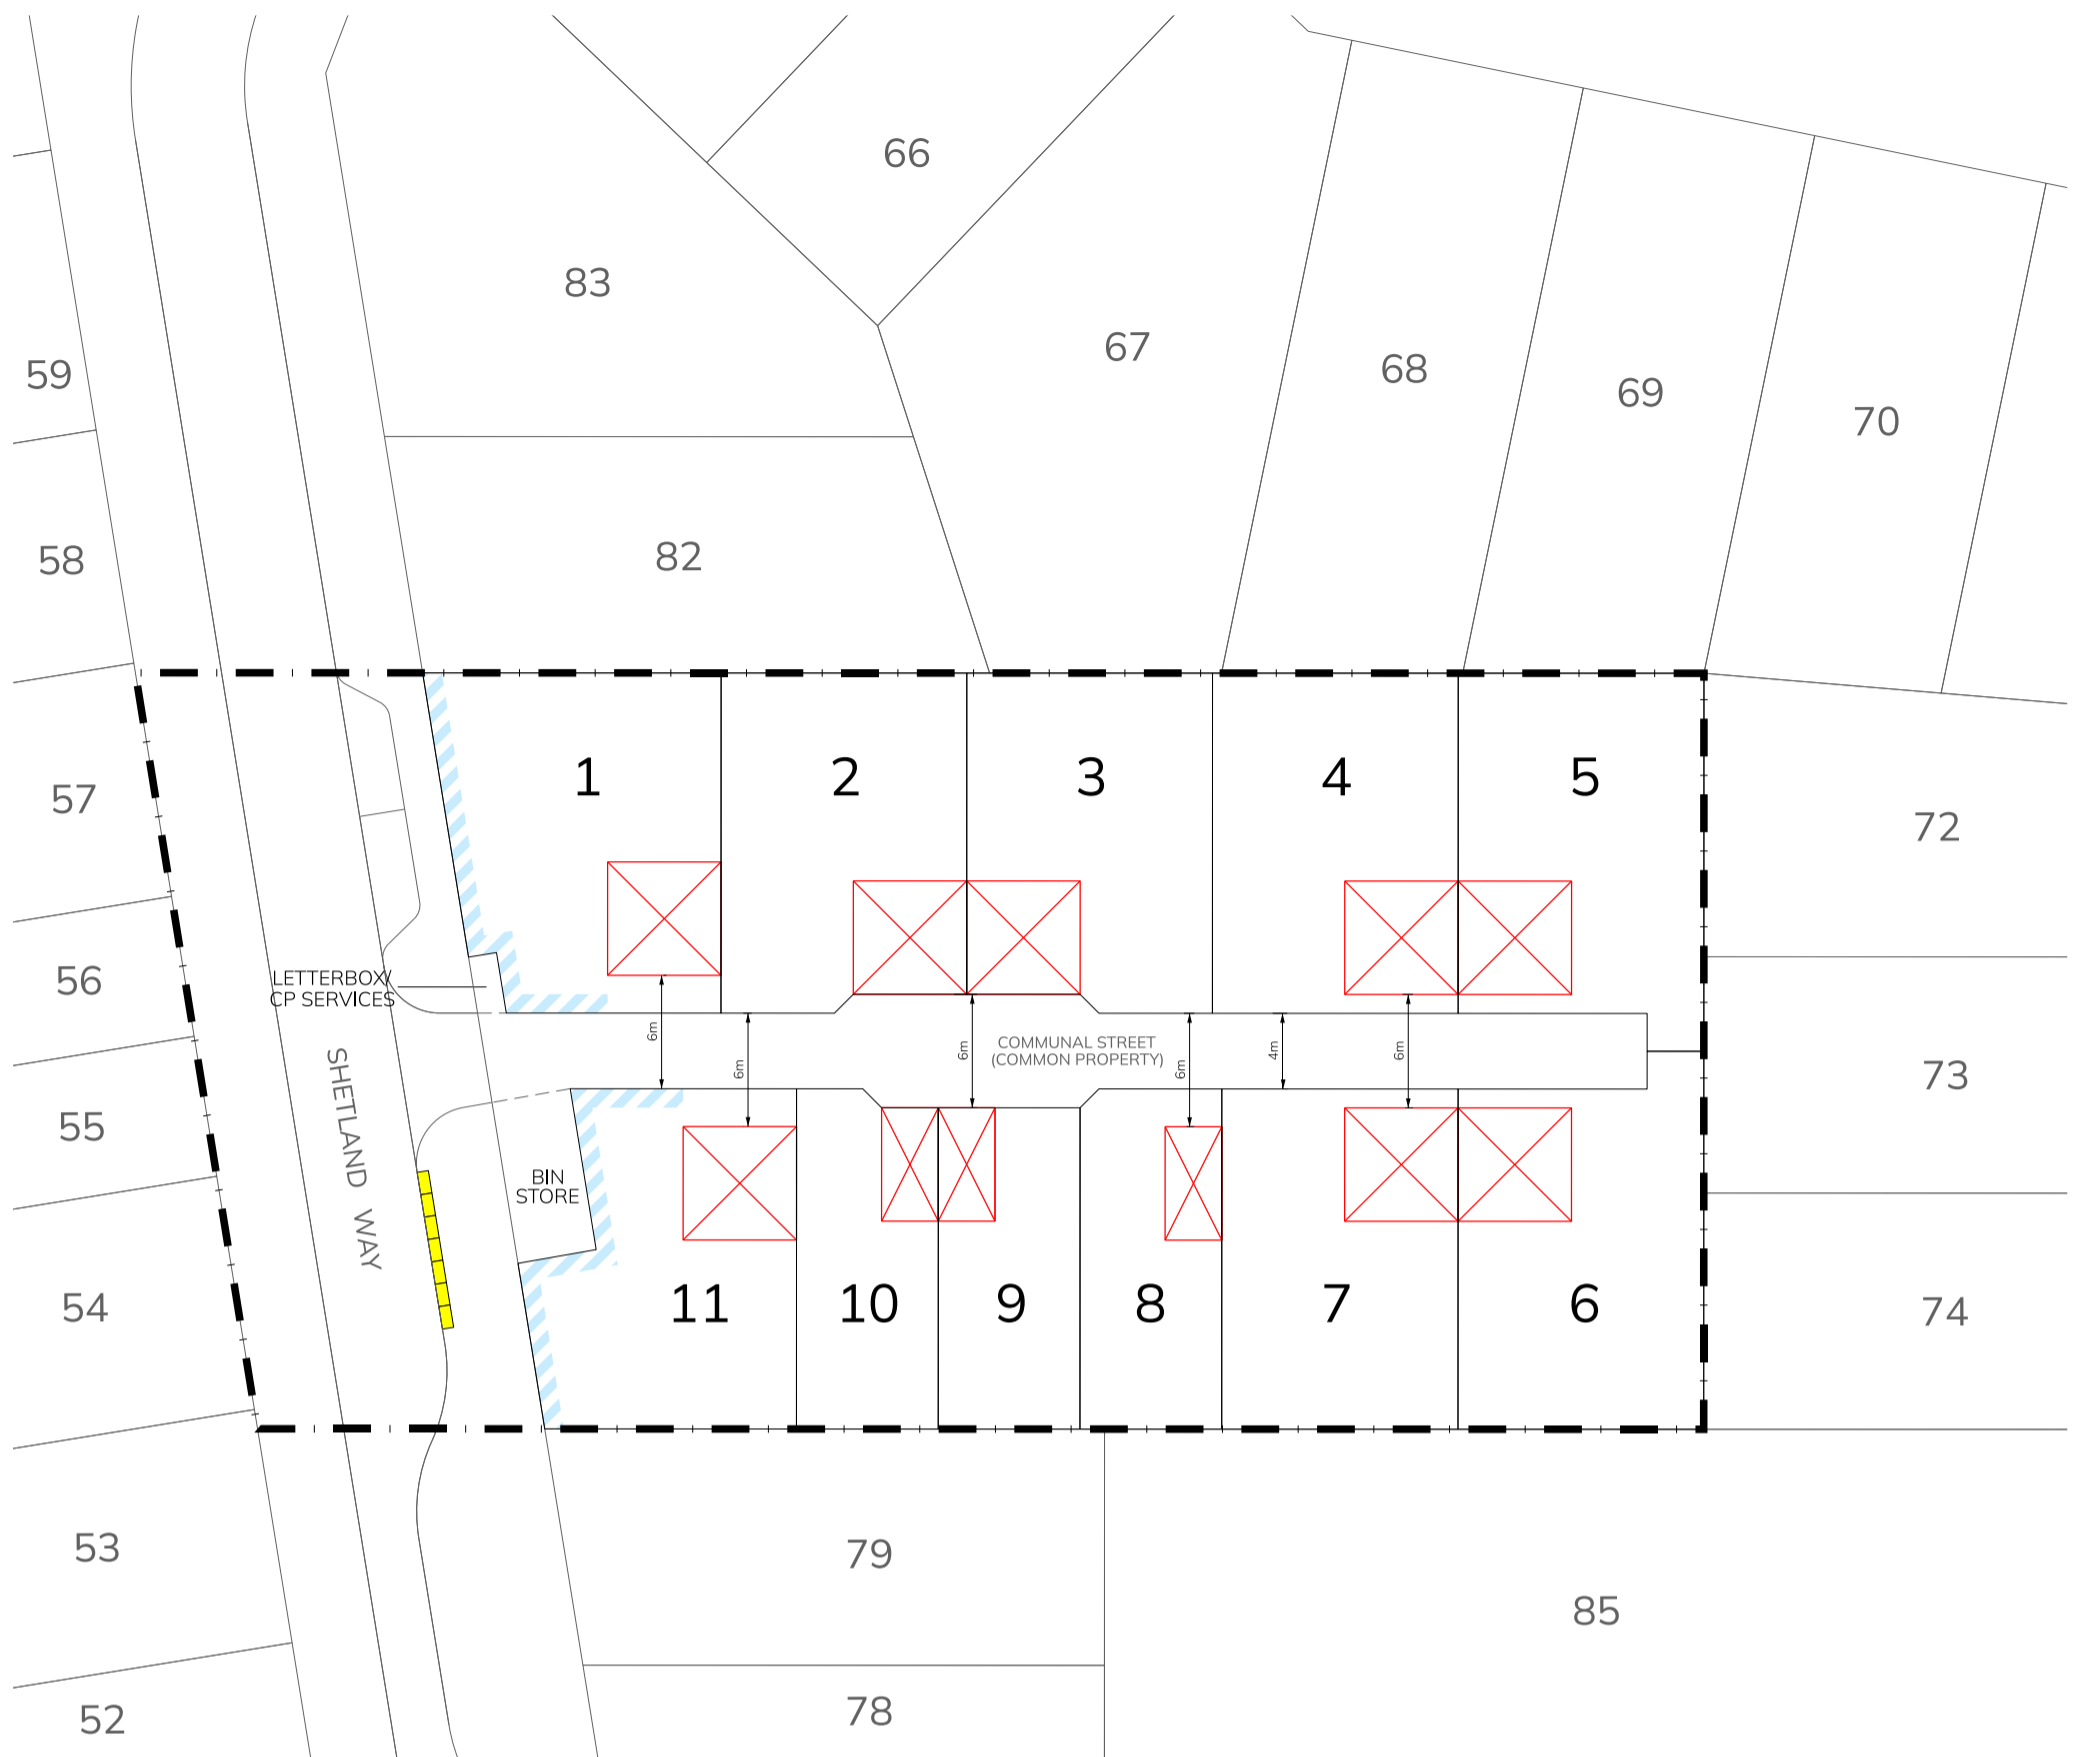 66
83
67
59
68
69
70
58
82
57
1
2
3
4
5
72
56
LETTERBOX/
CP SERVICES
6m
6m
6m
COMMUNAL STREET
(COMMON PROPERTY)
6m
4m
6m
73
55
SHETLAND WAY
BIN
STORE
54
11
10
9
8
7
6
74
53
79
85
52
78